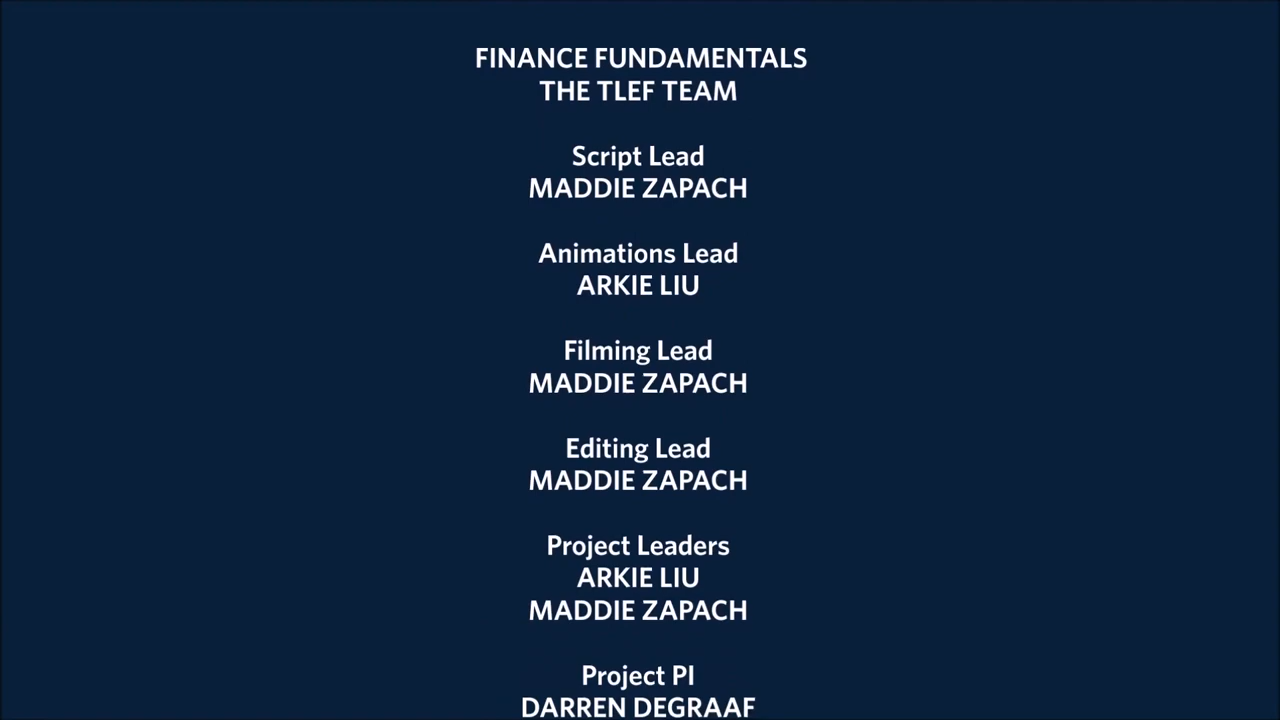 FINANCE FUNDAMENTALS
THE TLEF TEAM
Script Lead
MADDIE ZAPACH
Animations Lead
ARKIE LIU
Filming Lead
MADDIE ZAPACH
Editing Lead
MADDIE ZAPACH
Project Leaders
ARKIE LIU
MADDIE ZAPACH
Project PI
DARREN DEGRAAF